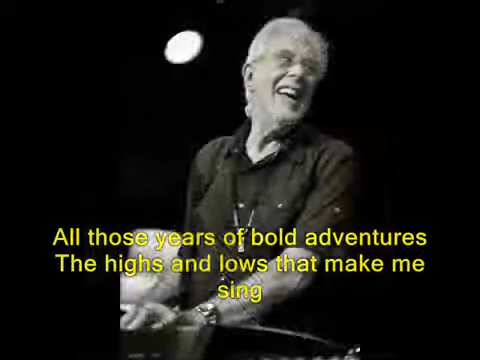 All those years of bold adventures
The highs and lows that make me
sing